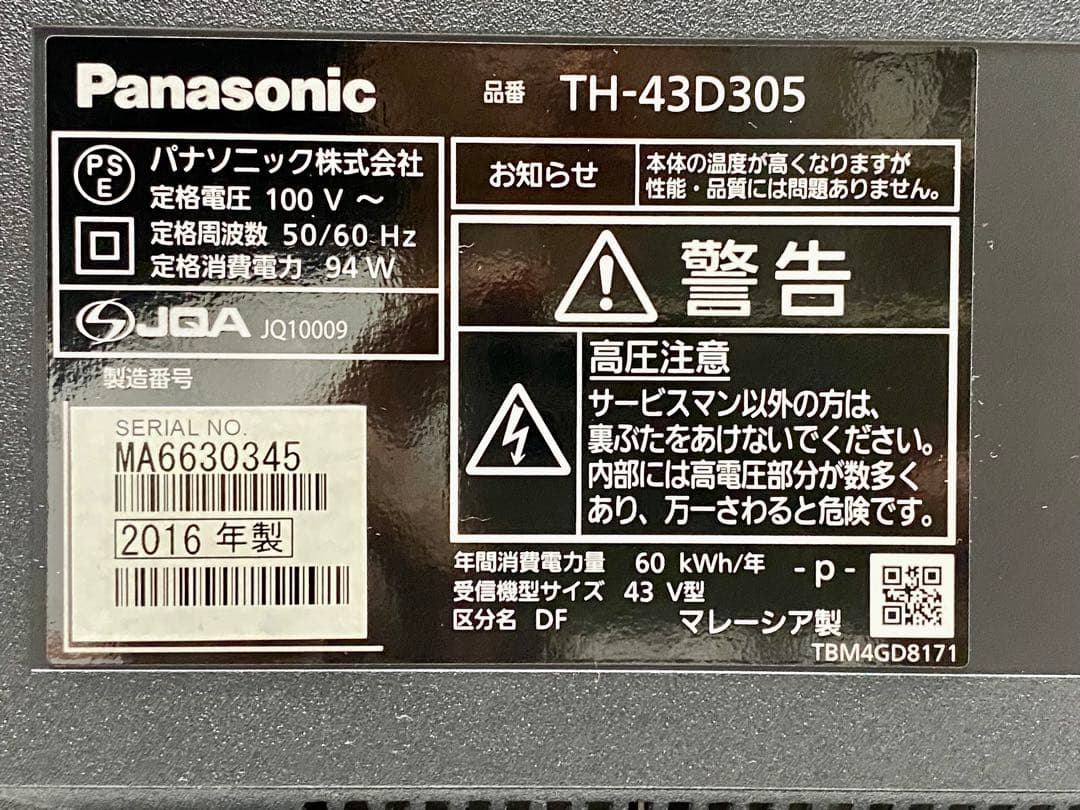 Panasonic
品番 TH-43D305
PS
E
パナソニック株式会社
定格電圧 100 V ～
定格周波数 50/60 Hz
定格消費電力 94 W
JQA JQ10009
製造番号
SERIAL NO.
MA6630345
2016 年製
お知らせ
本体の温度が高くなりますが
性能・品質には問題ありません。
警告
高圧注意
サービスマン以外の方は、
裏ぶたをあけないでください。
内部には高電圧部分が数多く
あり、万一さわると危険です。
年間消費電力量 60 kWh/年
受信機型サイズ 43 V型
区分名 DF
- p -
マレーシア製
TBM4GD8171